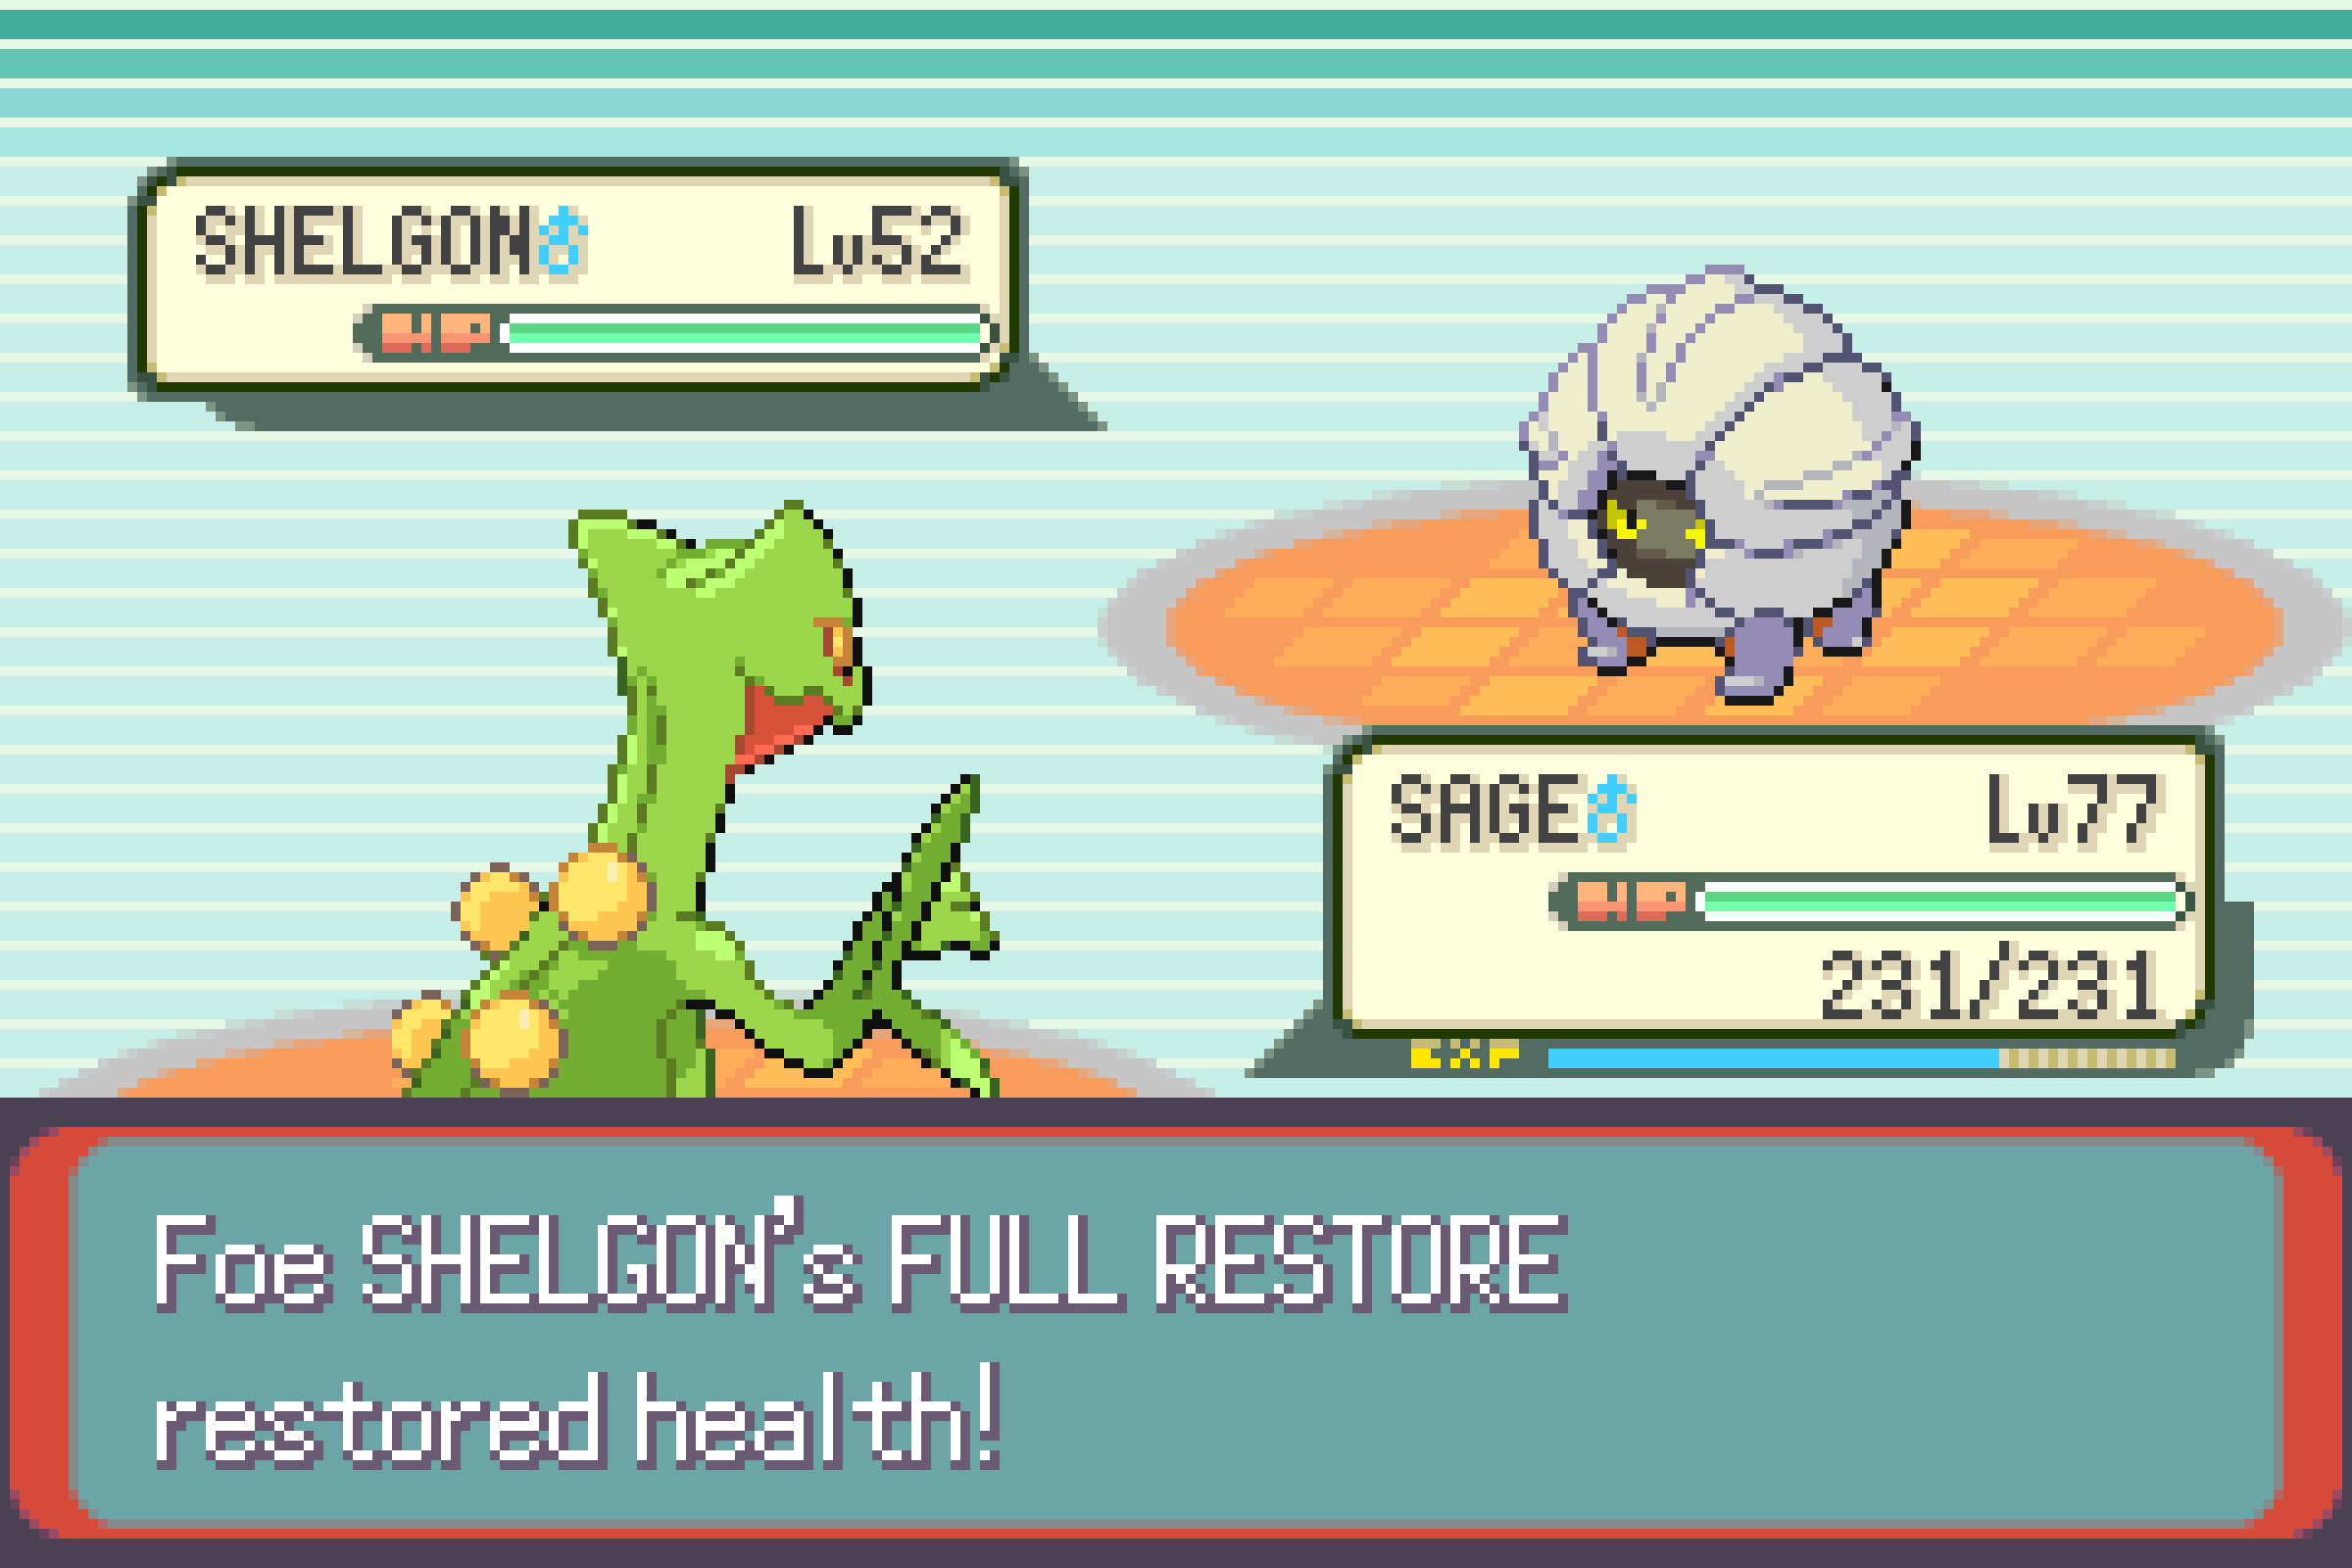 SHELGON♂ Lv52
HP
SAGE♂ Lv77
HP
231/231
EXP
Foe SHELGON's FULL RESTORE
restored health!